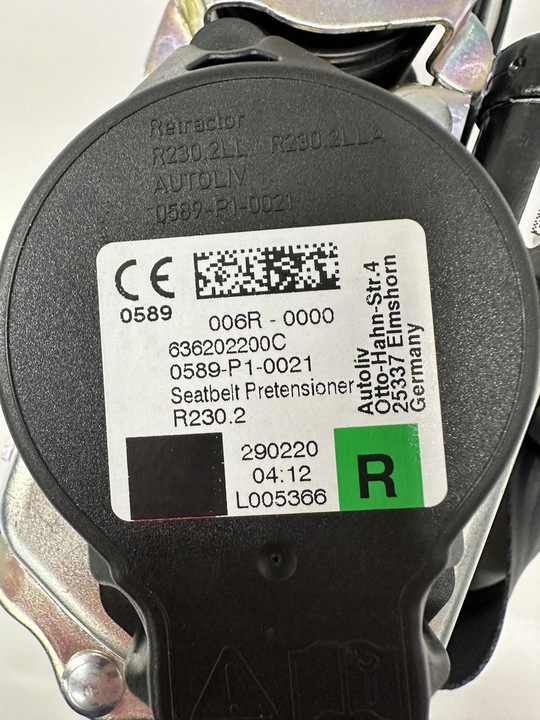 Retractor
R230.2LL R230.2LLA
AUTOLIV
0589-P1-0021
CE
0589
006R - 0000
636202200C
0589-P1-0021
Seatbelt Pretensioner
R230.2
Autoliv
Otto-Hahn-Str.4
25337 Elmshorn
Germany
290220
04:12
L005366
R